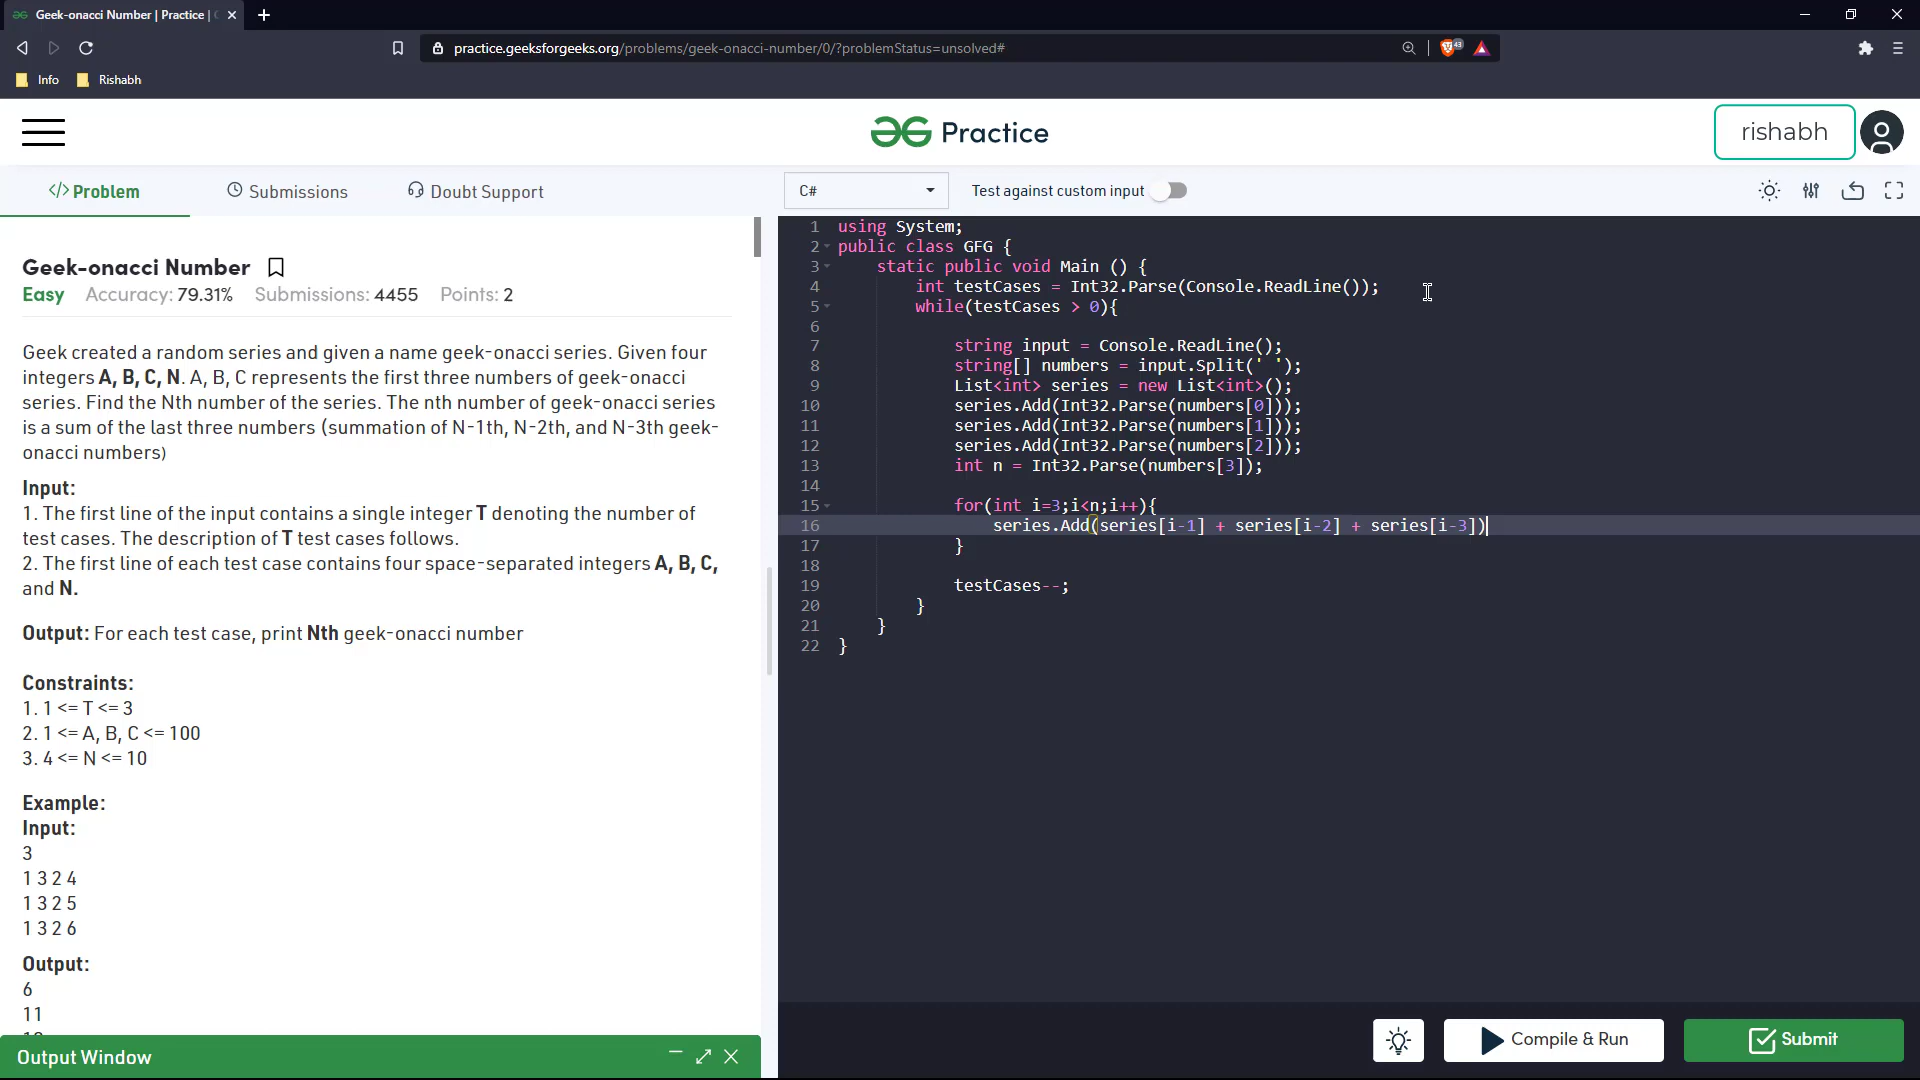 Geek-onacci Number | Practice |
practice.geeksforgeeks.org/problems/geek-onacci-number/0/?problemStatus=unsolved#
43
Info
Rishabh
Practice
rishabh
</> Problem
Submissions
Doubt Support
Geek-onacci Number
Easy Accuracy: 79.31% Submissions: 4455 Points: 2
Geek created a random series and given a name geek-onacci series. Given four
integers A, B, C, N. A, B, C represents the first three numbers of geek-onacci
series. Find the Nth number of the series. The nth number of geek-onacci series
is a sum of the last three numbers (summation of N-1th, N-2th, and N-3th geek-
onacci numbers)
Input:
1. The first line of the input contains a single integer T denoting the number of
test cases. The description of T test cases follows.
2. The first line of each test case contains four space-separated integers A, B, C,
and N.
Output: For each test case, print Nth geek-onacci number
Constraints:
1. 1 <= T <= 3
2. 1 <= A, B, C <= 100
3. 4 <= N <= 10
Example:
Input:
3
1 3 2 4
1 3 2 5
1 3 2 6
Output:
6
11
Output Window
C#
Test against custom input
1 using System;
2 public class GFG {
3 static public void Main () {
4 int testCases = Int32.Parse(Console.ReadLine());
5 while(testCases > 0){
6
7 string input = Console.ReadLine();
8 string[] numbers = input.Split(' ');
9 List<int> series = new List<int>();
10 series.Add(Int32.Parse(numbers[0]));
11 series.Add(Int32.Parse(numbers[1]));
12 series.Add(Int32.Parse(numbers[2]));
13 int n = Int32.Parse(numbers[3]);
14
15 for(int i=3;i<n;i++){
16 series.Add(series[i-1] + series[i-2] + series[i-3])
17 }
18
19 testCases--;
20 }
21 }
22 }
Compile & Run
Submit